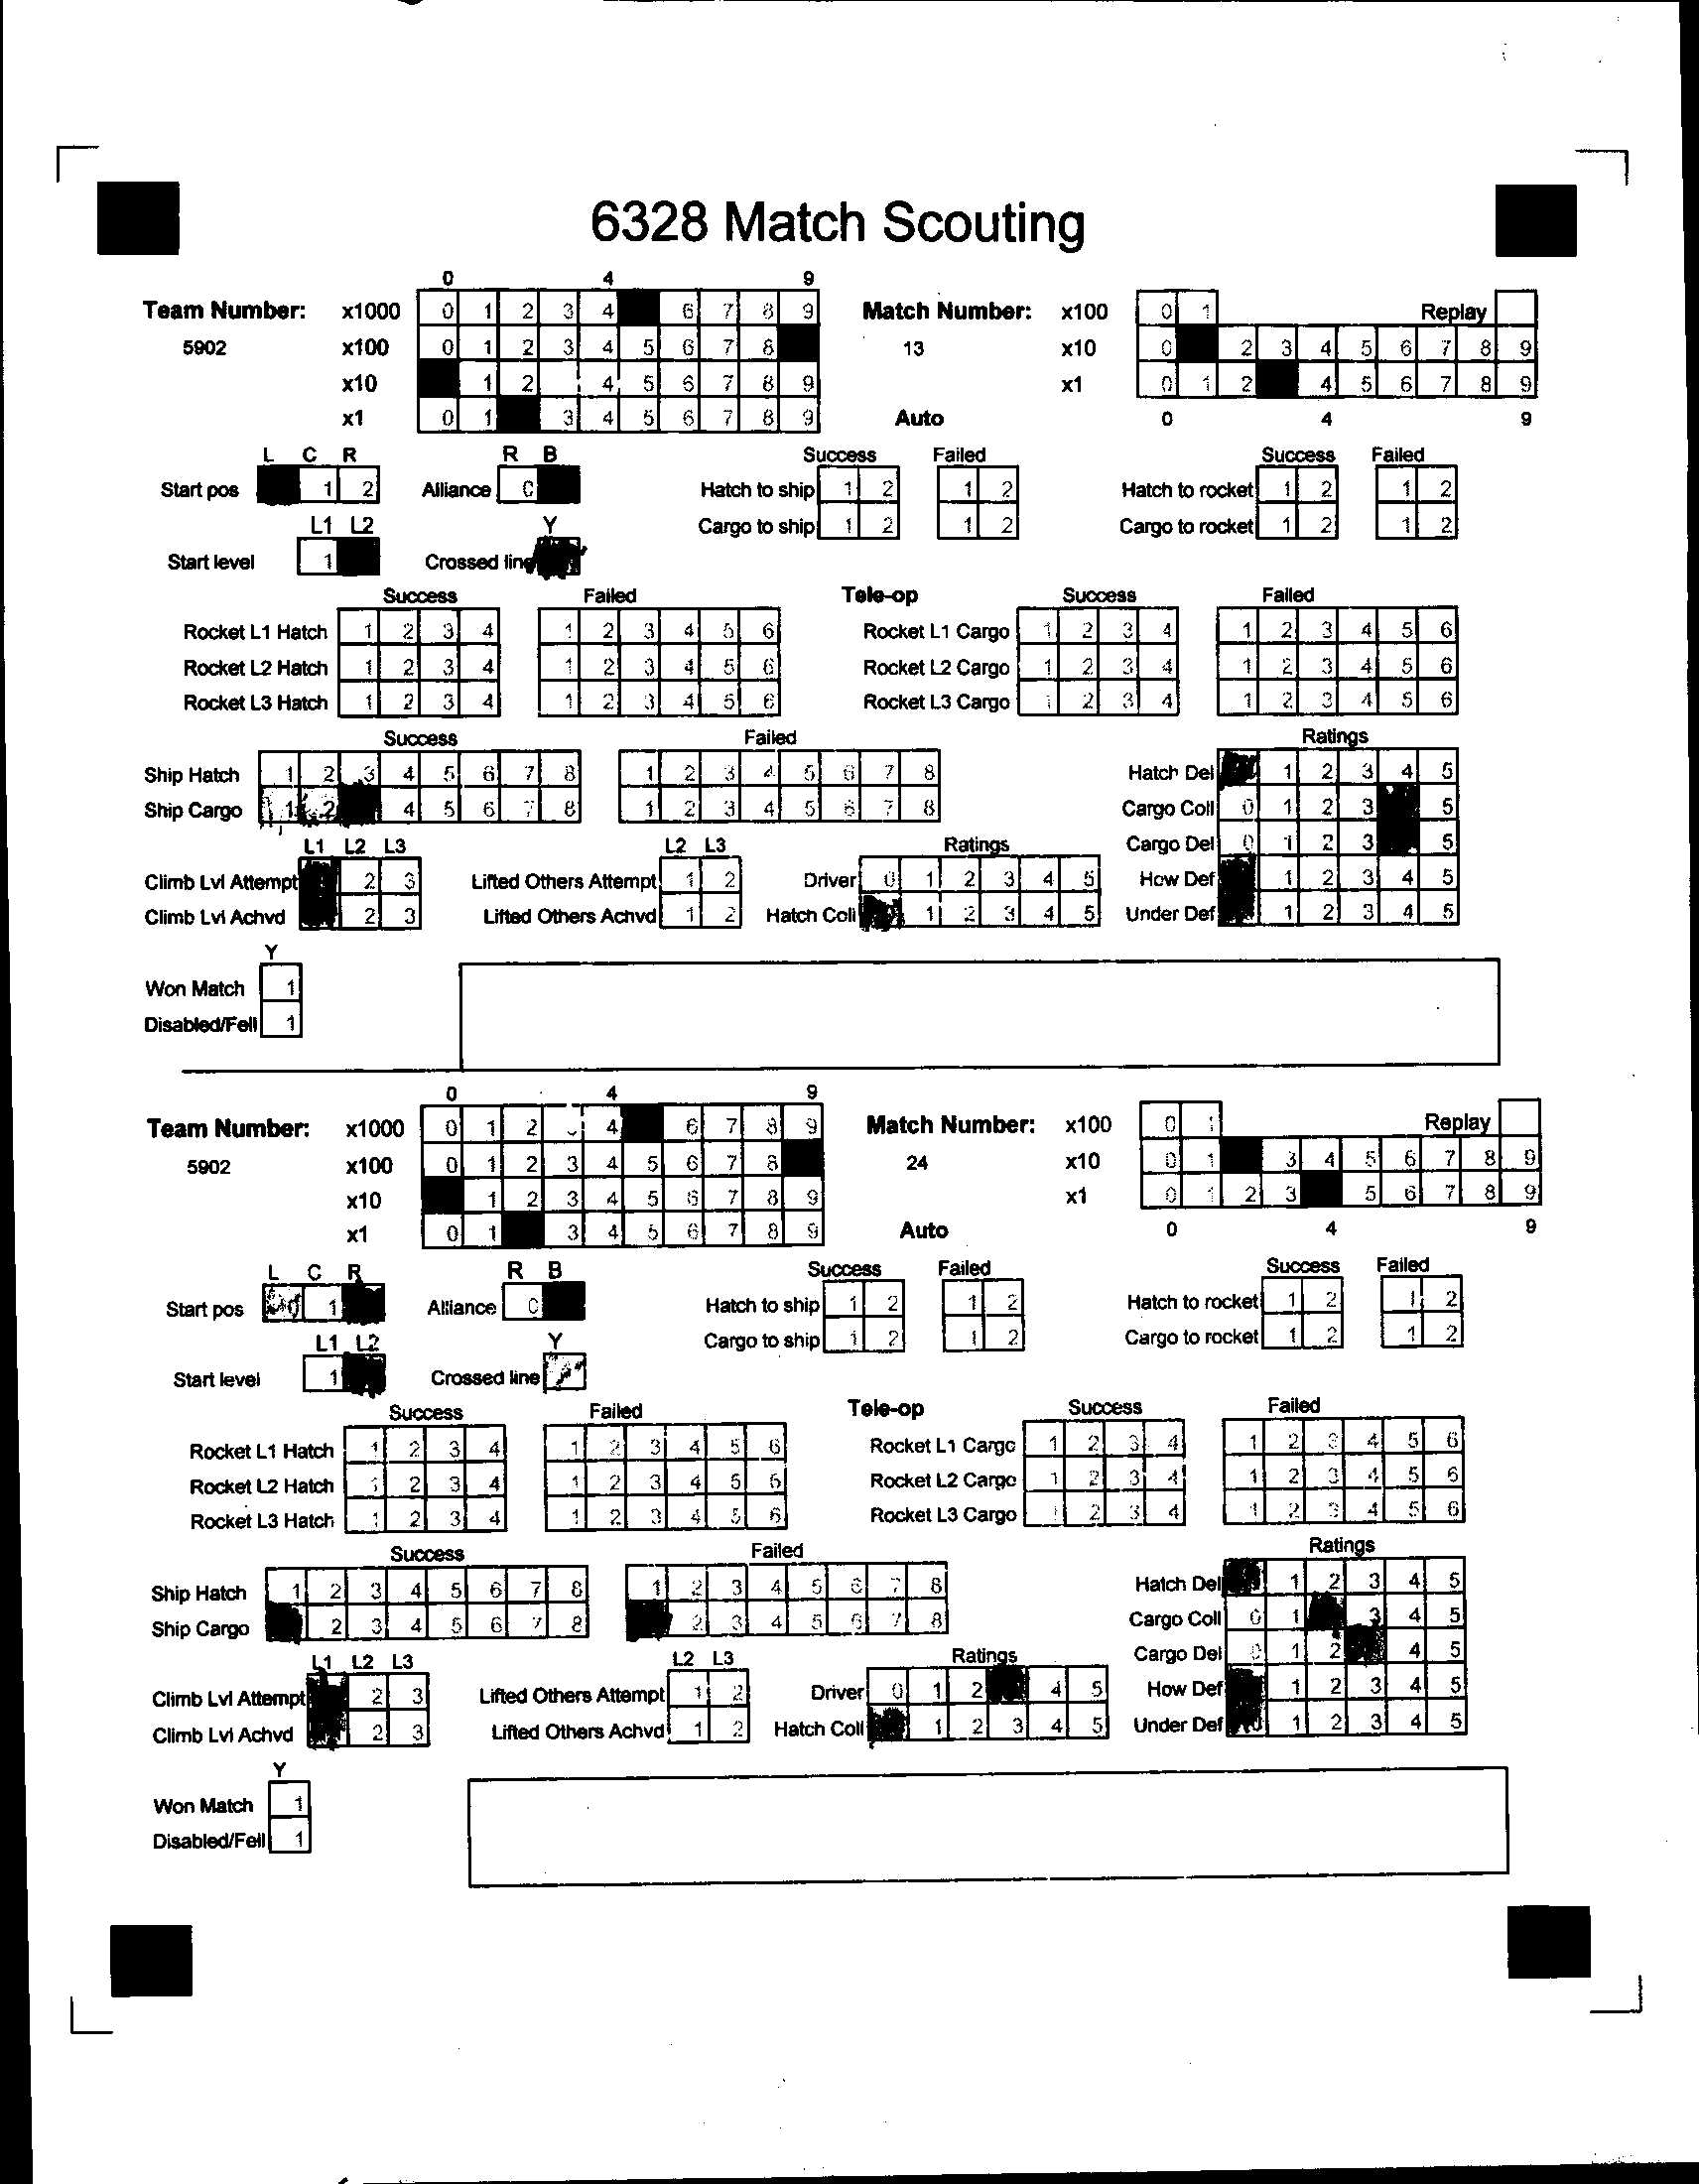 6328 Match Scouting
0 4 9
Team Number: x1000 0 1 2 3 4 6 7 8 9 Match Number: x100 0 1 Replay
5902 x100 0 1 2 3 4 5 6 7 8 13 x10 0 2 3 4 5 6 7 8 9
x10 1 2 4 5 6 7 8 9 x1 0 1 2 4 5 6 7 8 9
x1 0 1 3 4 5 6 7 8 9 Auto 0 4 9
L C R R B Success Failed Success Failed
Start pos 1 2 Alliance 0 Hatch to ship 1 2 1 2 Hatch to rocket 1 2 1 2
L1 L2 Y Cargo to ship 1 2 1 2 Cargo to rocket 1 2 1 2
Start level 1 Crossed line
Success Failed Tele-op Success Failed
Rocket L1 Hatch 1 2 3 4 1 2 3 4 5 6 Rocket L1 Cargo 1 2 3 4 1 2 3 4 5 6
Rocket L2 Hatch 1 2 3 4 1 2 3 4 5 6 Rocket L2 Cargo 1 2 3 4 1 2 3 4 5 6
Rocket L3 Hatch 1 2 3 4 1 2 3 4 5 6 Rocket L3 Cargo 1 2 3 4 1 2 3 4 5 6
Success Failed Ratings
Ship Hatch 1 2 3 4 5 6 7 8 1 2 3 4 5 6 7 8 Hatch Del 1 2 3 4 5
Ship Cargo 1 2 4 5 6 7 8 1 2 3 4 5 6 7 8 Cargo Coll 0 1 2 3 5
L1 L2 L3 L2 L3 Ratings Cargo Del 0 1 2 3 5
Climb Lvl Attempt 2 3 Lifted Others Attempt 1 2 Driver 0 1 2 3 4 5 How Def 1 2 3 4 5
Climb Lvl Achvd 2 3 Lifted Others Achvd 1 2 Hatch Coll 1 2 3 4 5 Under Def 1 2 3 4 5
Y
Won Match 1
Disabled/Fell 1
0 4 9
Team Number: x1000 0 1 2 4 6 7 8 9 Match Number: x100 0 1 Replay
5902 x100 0 1 2 3 4 5 6 7 8 24 x10 0 1 3 4 5 6 7 8 9
x10 1 2 3 4 5 6 7 8 9 x1 0 1 2 3 5 6 7 8 9
x1 0 1 3 4 5 6 7 8 9 Auto 0 4 9
L C R R B Success Failed Success Failed
Start pos 0 1 Alliance 0 Hatch to ship 1 2 1 2 Hatch to rocket 1 2 1 2
L1 L2 Y Cargo to ship 1 2 1 2 Cargo to rocket 1 2 1 2
Start level 1 Crossed line
Success Failed Tele-op Success Failed
Rocket L1 Hatch 1 2 3 4 1 2 3 4 5 6 Rocket L1 Cargo 1 2 3 4 1 2 3 4 5 6
Rocket L2 Hatch 1 2 3 4 1 2 3 4 5 6 Rocket L2 Cargo 1 2 3 4 1 2 3 4 5 6
Rocket L3 Hatch 1 2 3 4 1 2 3 4 5 6 Rocket L3 Cargo 1 2 3 4 1 2 3 4 5 6
Success Failed Ratings
Ship Hatch 1 2 3 4 5 6 7 8 1 2 3 4 5 6 7 8 Hatch Del 1 2 3 4 5
Ship Cargo 2 3 4 5 6 7 8 2 3 4 5 6 7 8 Cargo Coll 0 1 3 4 5
L1 L2 L3 L2 L3 Ratings Cargo Del 0 1 2 4 5
Climb Lvl Attempt 2 3 Lifted Others Attempt 1 2 Driver 0 1 2 4 5 How Def 1 2 3 4 5
Climb Lvl Achvd 2 3 Lifted Others Achvd 1 2 Hatch Coll 1 2 3 4 5 Under Def 1 2 3 4 5
Y
Won Match 1
Disabled/Fell 1